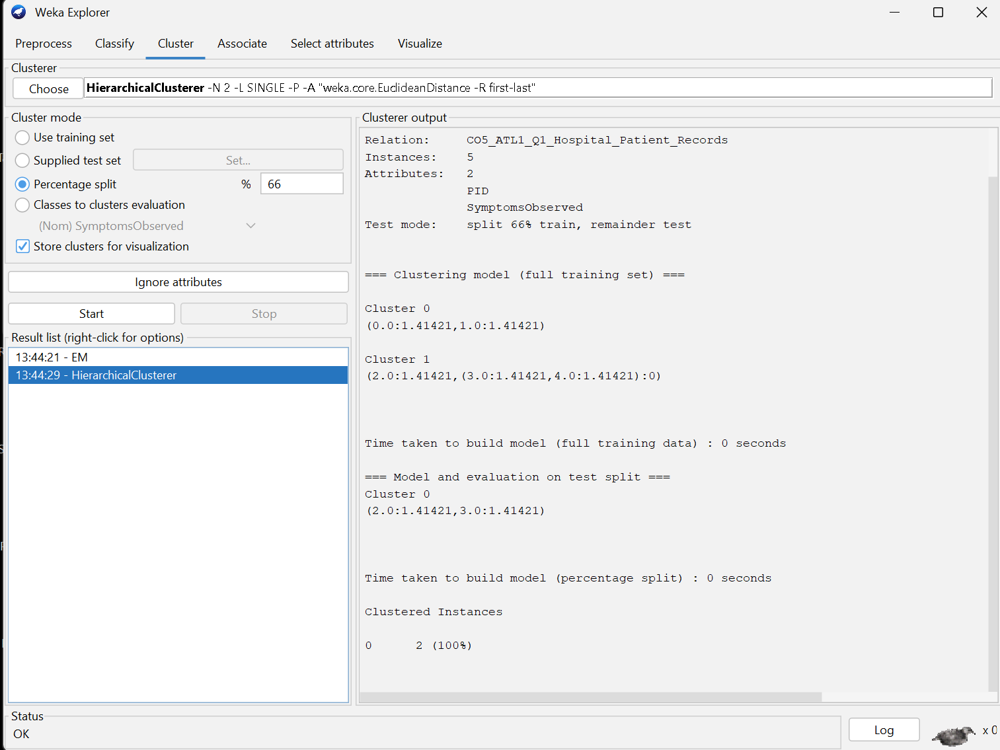 Weka Explorer
Preprocess Classify Cluster Associate Select attributes Visualize
Clusterer
Choose HierarchicalClusterer -N 2 -L SINGLE -P -A "weka.core.EuclideanDistance -R first-last"
Cluster mode
Use training set
Supplied test set Set...
Percentage split % 66
Classes to clusters evaluation
(Nom) SymptomsObserved
Store clusters for visualization
Ignore attributes
Start Stop
Result list (right-click for options)
13:44:21 - EM
13:44:29 - HierarchicalClusterer
Clusterer output
Relation: CO5_ATL1_Q1_Hospital_Patient_Records
Instances: 5
Attributes: 2
PID
SymptomsObserved
Test mode: split 66% train, remainder test
=== Clustering model (full training set) ===
Cluster 0
(0.0:1.41421,1.0:1.41421)
Cluster 1
(2.0:1.41421,(3.0:1.41421,4.0:1.41421):0)
Time taken to build model (full training data) : 0 seconds
=== Model and evaluation on test split ===
Cluster 0
(2.0:1.41421,3.0:1.41421)
Time taken to build model (percentage split) : 0 seconds
Clustered Instances
0 2 (100%)
Status
OK
Log x 0